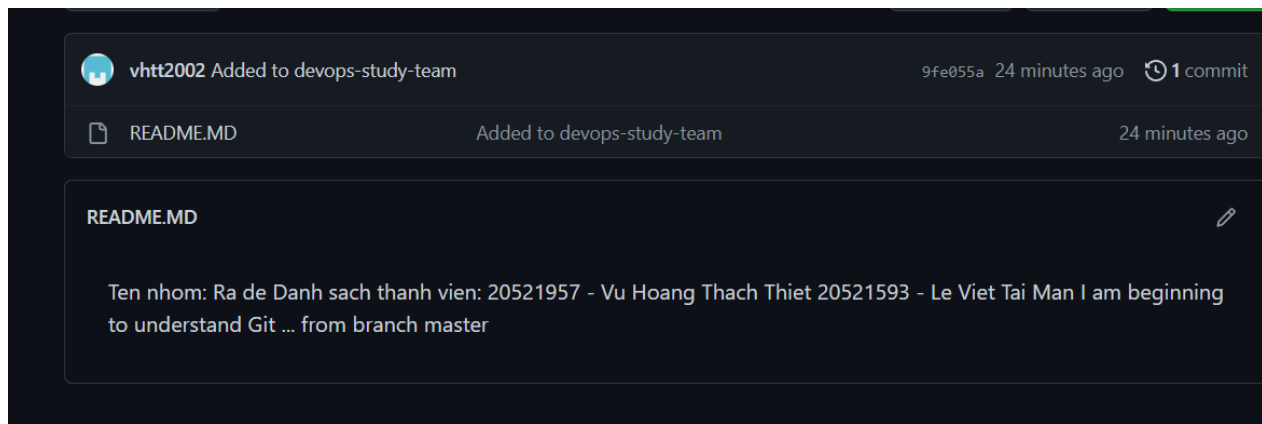 vhtt2002 Added to devops-study-team 9fe055a 24 minutes ago 1 commit
README.MD Added to devops-study-team 24 minutes ago
README.MD
Ten nhom: Ra de Danh sach thanh vien: 20521957 - Vu Hoang Thach Thiet 20521593 - Le Viet Tai Man I am beginning
to understand Git ... from branch master